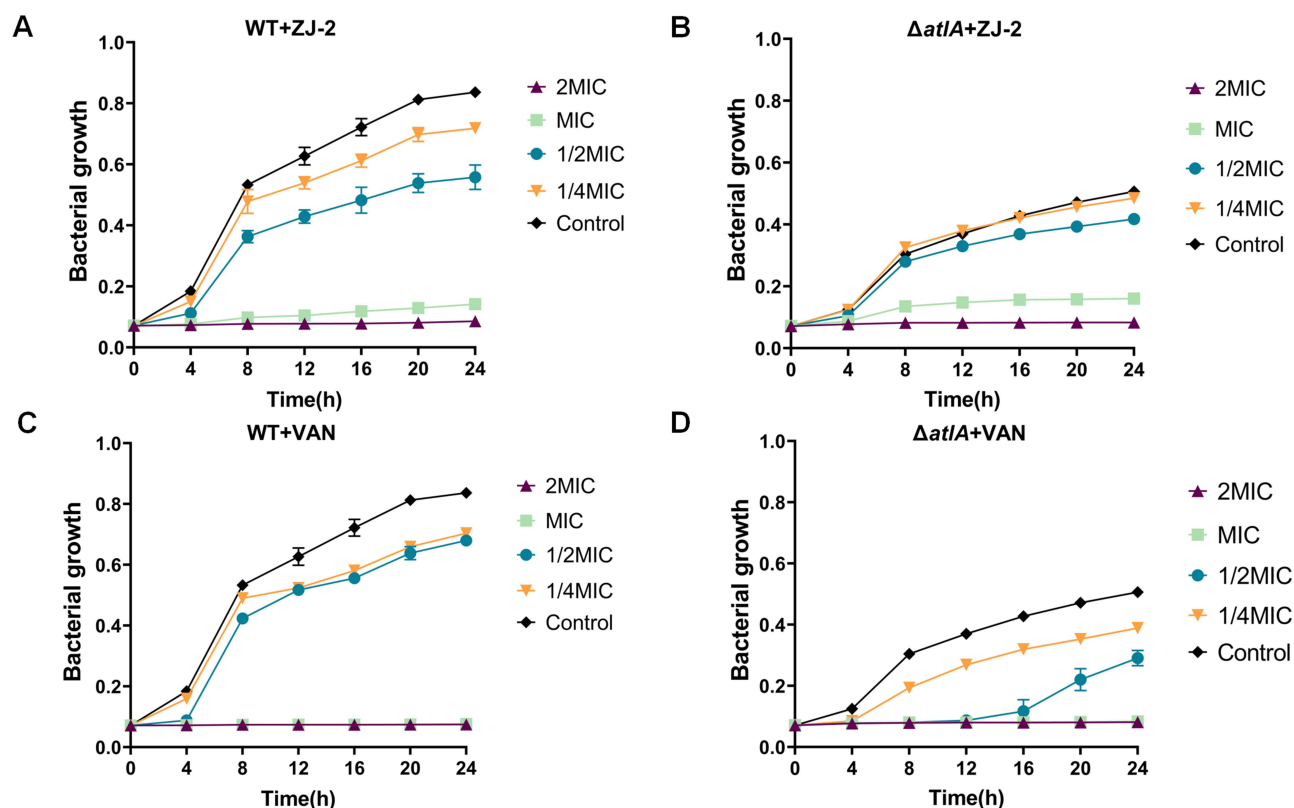 A
WT+ZJ-2
Bacterial growth
1.0
0.8
0.6
0.4
0.2
0.0
0 4 8 12 16 20 24
Time(h)
2MIC
MIC
1/2MIC
1/4MIC
Control
B
ΔatlA+ZJ-2
Bacterial growth
1.0
0.8
0.6
0.4
0.2
0.0
0 4 8 12 16 20 24
Time(h)
2MIC
MIC
1/2MIC
1/4MIC
Control
C
WT+VAN
Bacterial growth
1.0
0.8
0.6
0.4
0.2
0.0
0 4 8 12 16 20 24
Time(h)
2MIC
MIC
1/2MIC
1/4MIC
Control
D
ΔatlA+VAN
Bacterial growth
1.0
0.8
0.6
0.4
0.2
0.0
0 4 8 12 16 20 24
Time(h)
2MIC
MIC
1/2MIC
1/4MIC
Control